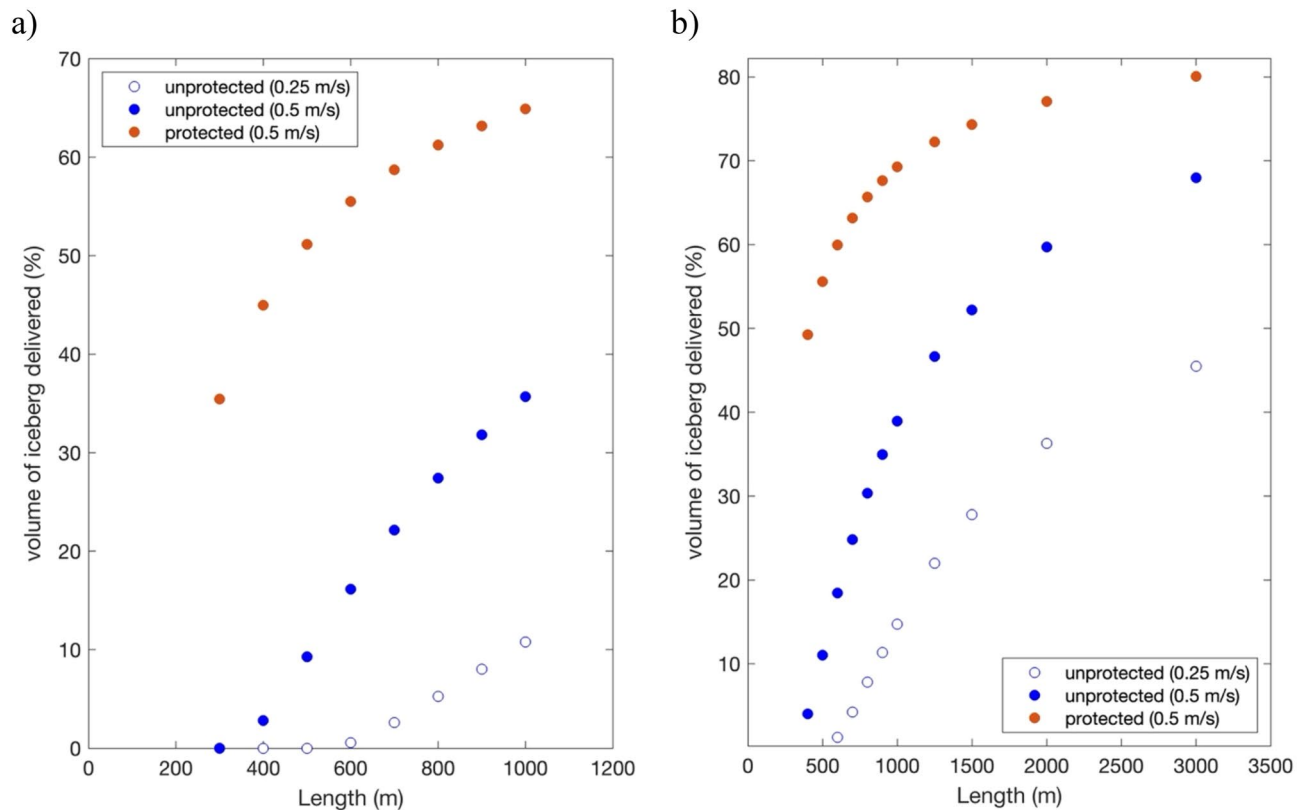 a)
70
60
50
40
30
20
10
0
volume of iceberg delivered (%)
unprotected (0.25 m/s)
unprotected (0.5 m/s)
protected (0.5 m/s)
0 200 400 600 800 1000 1200
Length (m)
b)
80
70
60
50
40
30
20
10
volume of iceberg delivered (%)
unprotected (0.25 m/s)
unprotected (0.5 m/s)
protected (0.5 m/s)
0 500 1000 1500 2000 2500 3000 3500
Length (m)